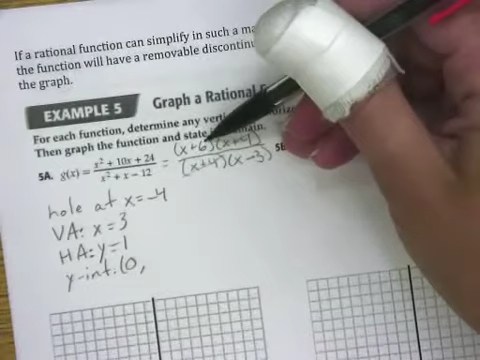 If a rational function can simplify in such a
the function will have a removable
the graph.
EXAMPLE 5 Graph a Rational
For each function, determine any
Then graph the function and state
5A. g(x) = x² + 10x + 24 / x² + x − 12 = (x+6)(x+4) / (x+4)(x−3)
hole at x=−4
VA: x=3
HA: y=1
y-int. (0,